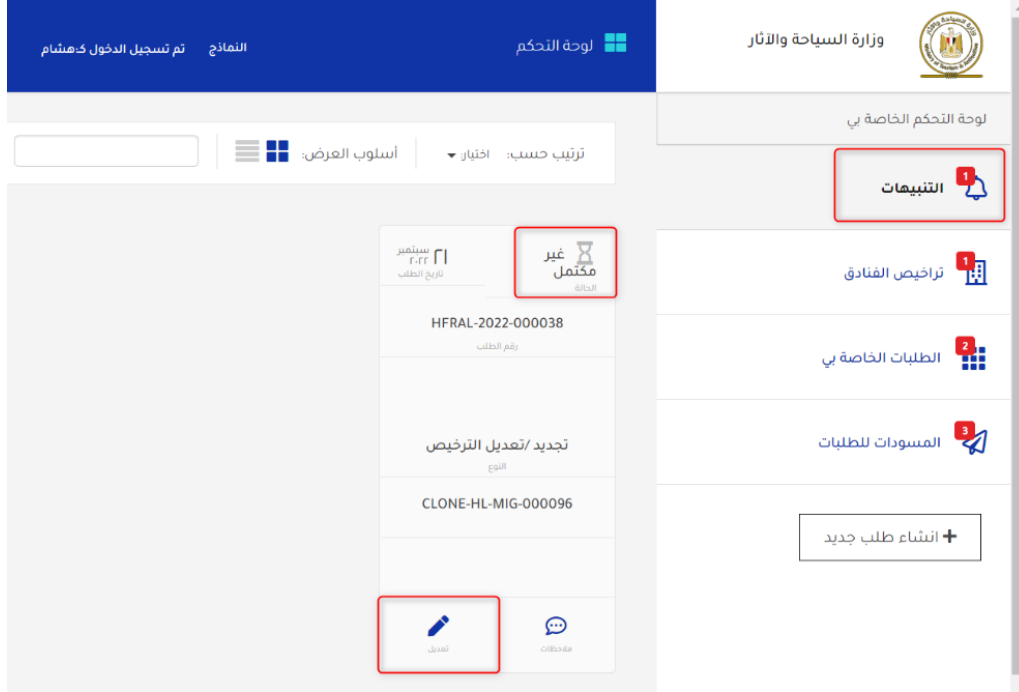 وزارة السياحة والآثار
لوحة التحكم
النماذج
تم تسجيل الدخول كـ:هشام
لوحة التحكم الخاصة بي
1
التنبيهات
1
تراخيص الفنادق
2
الطلبات الخاصة بي
3
المسودات للطلبات
+ انشاء طلب جديد
ترتيب حسب: اختيار:
أسلوب العرض:
غير
مكتمل
الحالة
٢١ سبتمبر
٢٠٢٢
تاريخ الطلب
HFRAL-2022-000038
رقم الطلب
تجديد /تعديل الترخيص
النوع
CLONE-HL-MIG-000096
ملاحظات
تعديل